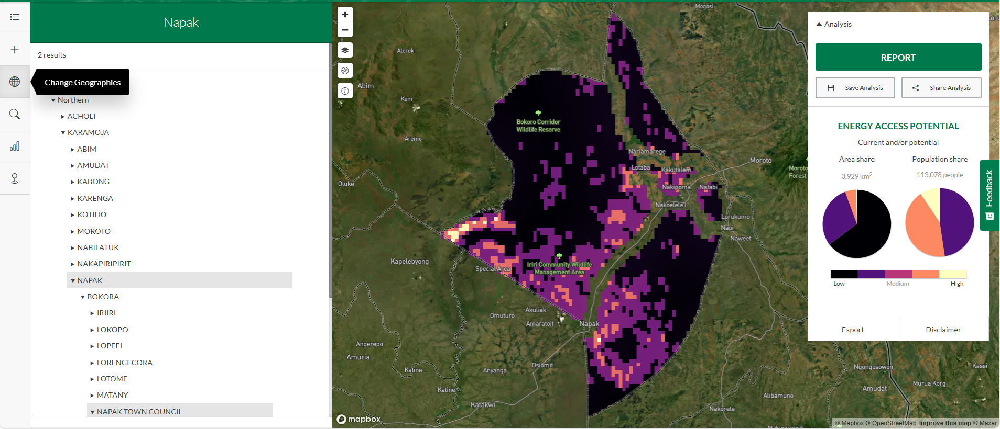 Napak
2 results
Change Geographies
Northern
ACHOLI
KARAMOJA
ABIM
AMUDAT
KABONG
KARENGA
KOTIDO
MOROTO
NABILATUK
NAKAPIRIPIRIT
NAPAK
BOKORA
IRIIRI
LOKOPO
LOPEEI
LORENGECORA
LOTOME
MATANY
NAPAK TOWN COUNCIL
Mogosi
Alerek
Abim
Kem
Bokoro Corridor
Wildlife Reserve
Aremo
Nariamarege
Moroto
Lotaba
Kakutalem
Moroto
Forest
Otuke
Nakipoma
Natabi
Nakoelele I
Lorukumo
Naoi
Naweet
Kapelebyong
Special Area
Iriri Community Wildlife
Management Area
Akuliak
Omuturo
Amaratoit
Napak
Angerepo
Amuria
Osiomit
Katine
Anyanga
Ngongosowon
Kasei
Katine
Murua Korg
Amudat
Alibamuno
Katakwi
Nakorete
mapbox
Analysis
REPORT
Save Analysis
Share Analysis
ENERGY ACCESS POTENTIAL
Current and/or potential
Area share
Population share
3,929 km2
113,078 people
Low
Medium
High
Export
Disclaimer
Feedback
© Mapbox © OpenStreetMap Improve this map © Maxar